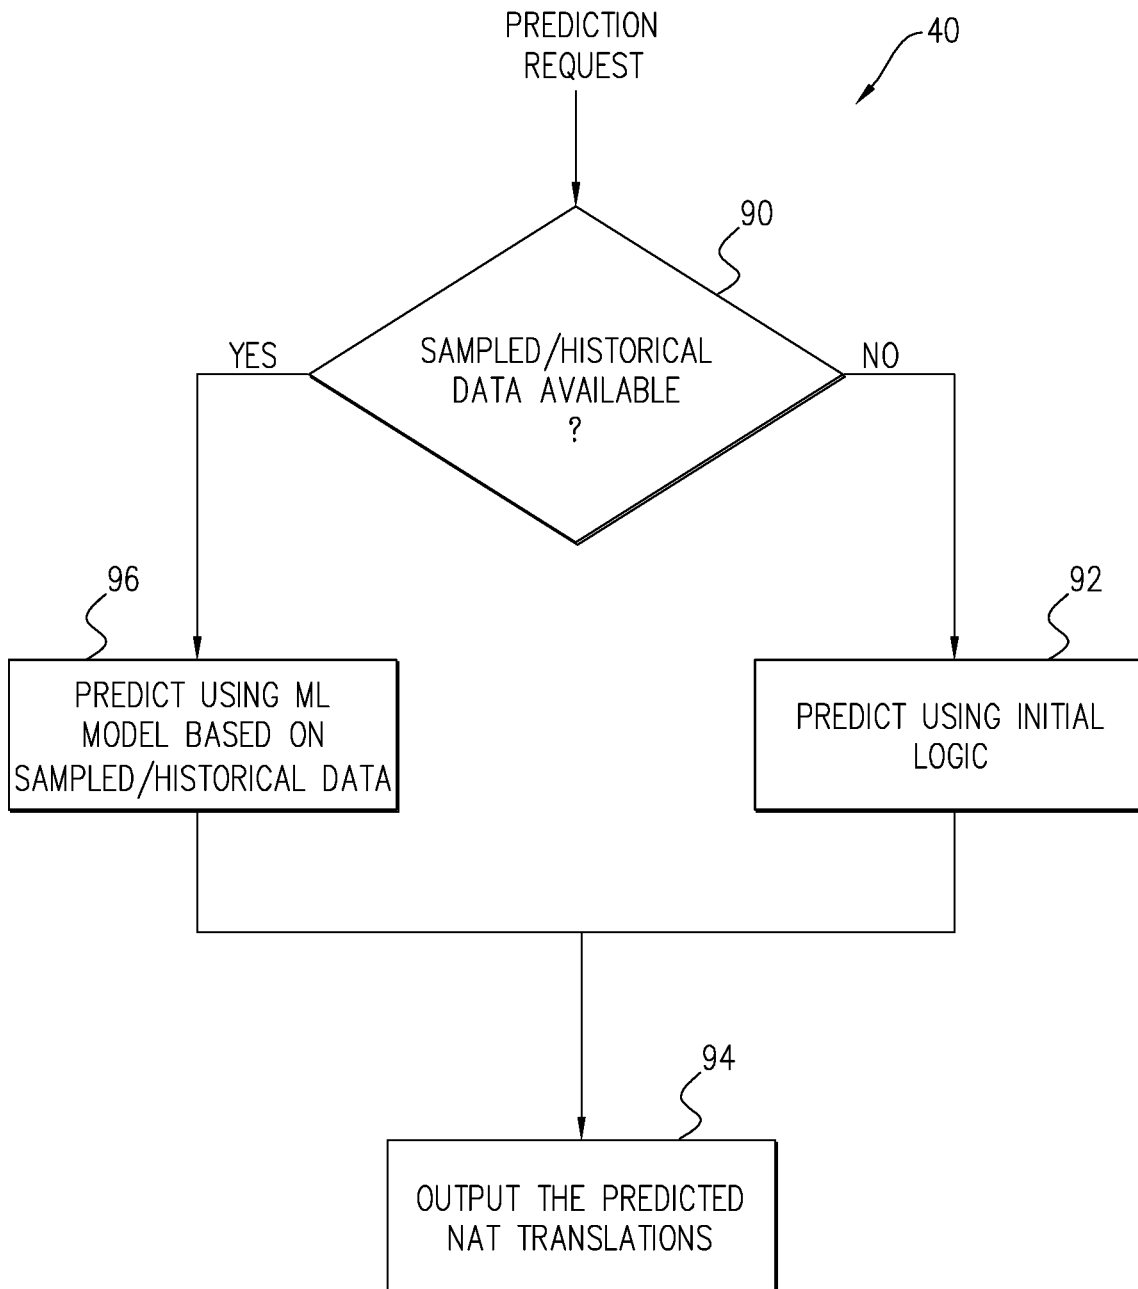 PREDICTION
REQUEST
40
90
YES
SAMPLED/HISTORICAL
DATA AVAILABLE
?
NO
96
92
PREDICT USING ML
MODEL BASED ON
SAMPLED/HISTORICAL DATA
PREDICT USING INITIAL
LOGIC
94
OUTPUT THE PREDICTED
NAT TRANSLATIONS